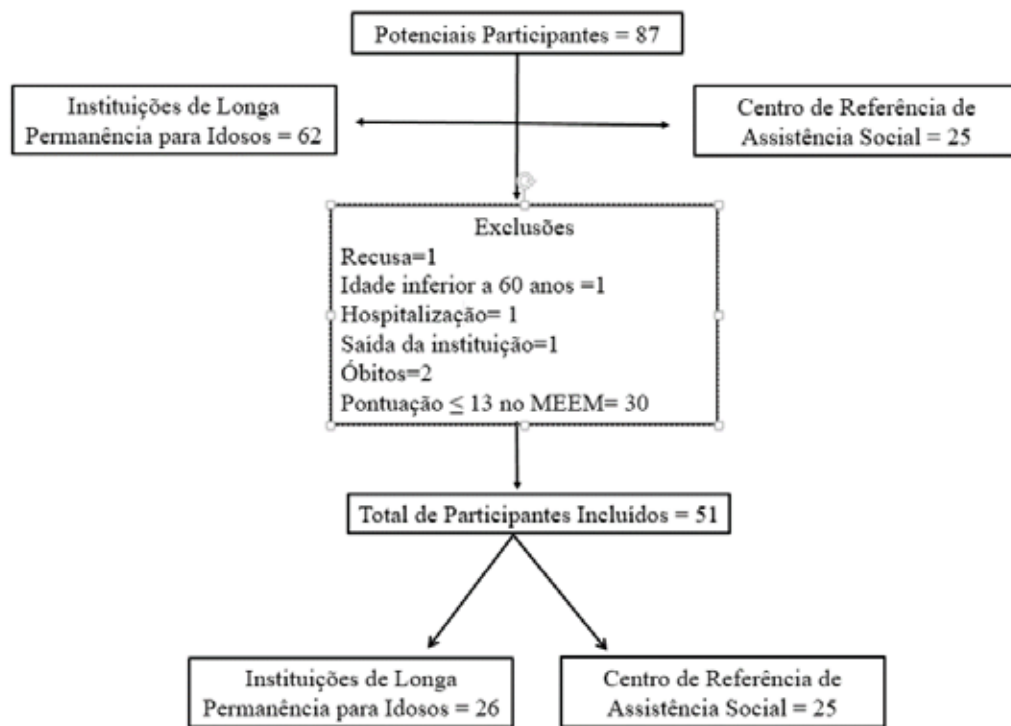 Potenciais Participantes = 87
Instituições de Longa
Permanência para Idosos = 62
Centro de Referência de
Assistência Social = 25
Exclusões
Recusa=1
Idade inferior a 60 anos =1
Hospitalização= 1
Saída da instituição=1
Óbitos=2
Pontuação ≤ 13 no MEEM= 30
Total de Participantes Incluídos = 51
Instituições de Longa
Permanência para Idosos = 26
Centro de Referência de
Assistência Social = 25